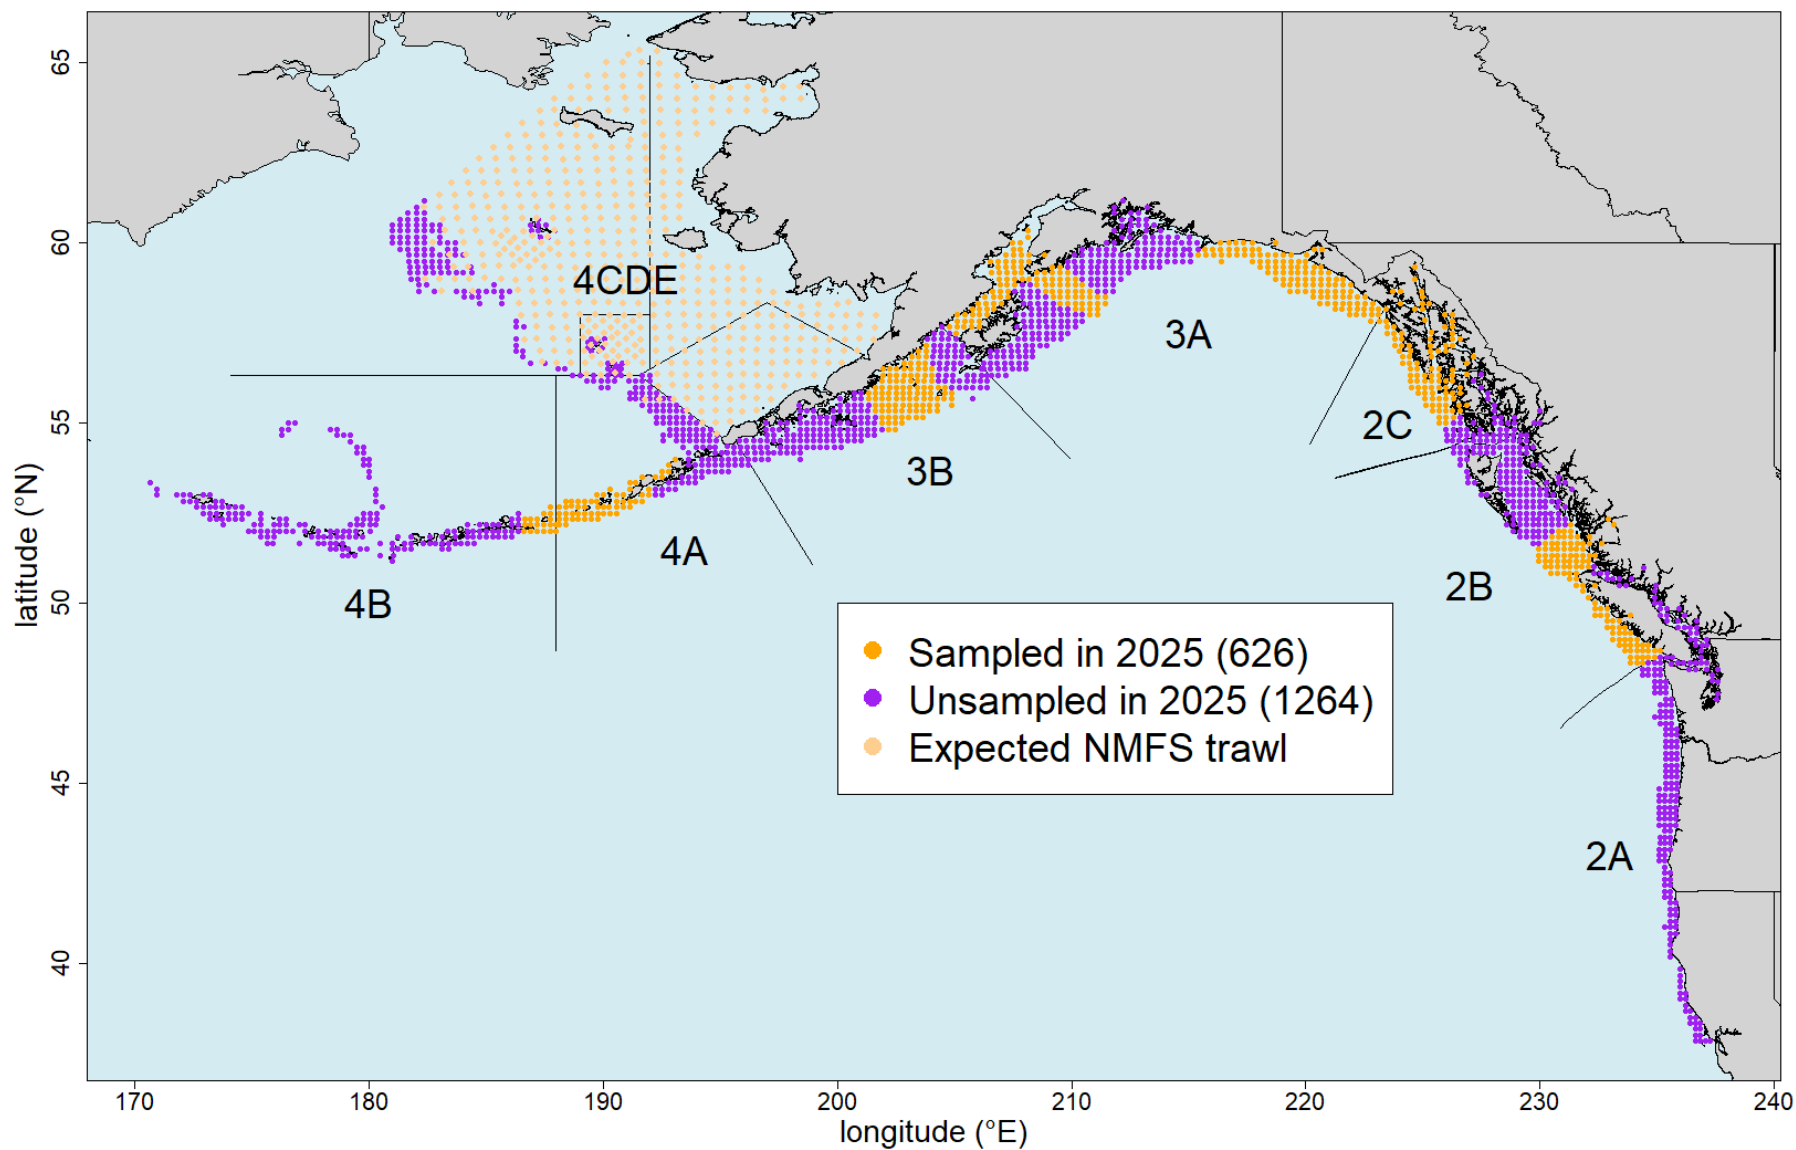 65
60
55
50
45
40
latitude (°N)
4CDE
3A
2C
3B
4A
2B
4B
2A
Sampled in 2025 (626)
Unsampled in 2025 (1264)
Expected NMFS trawl
170
180
190
200
210
220
230
240
longitude (°E)